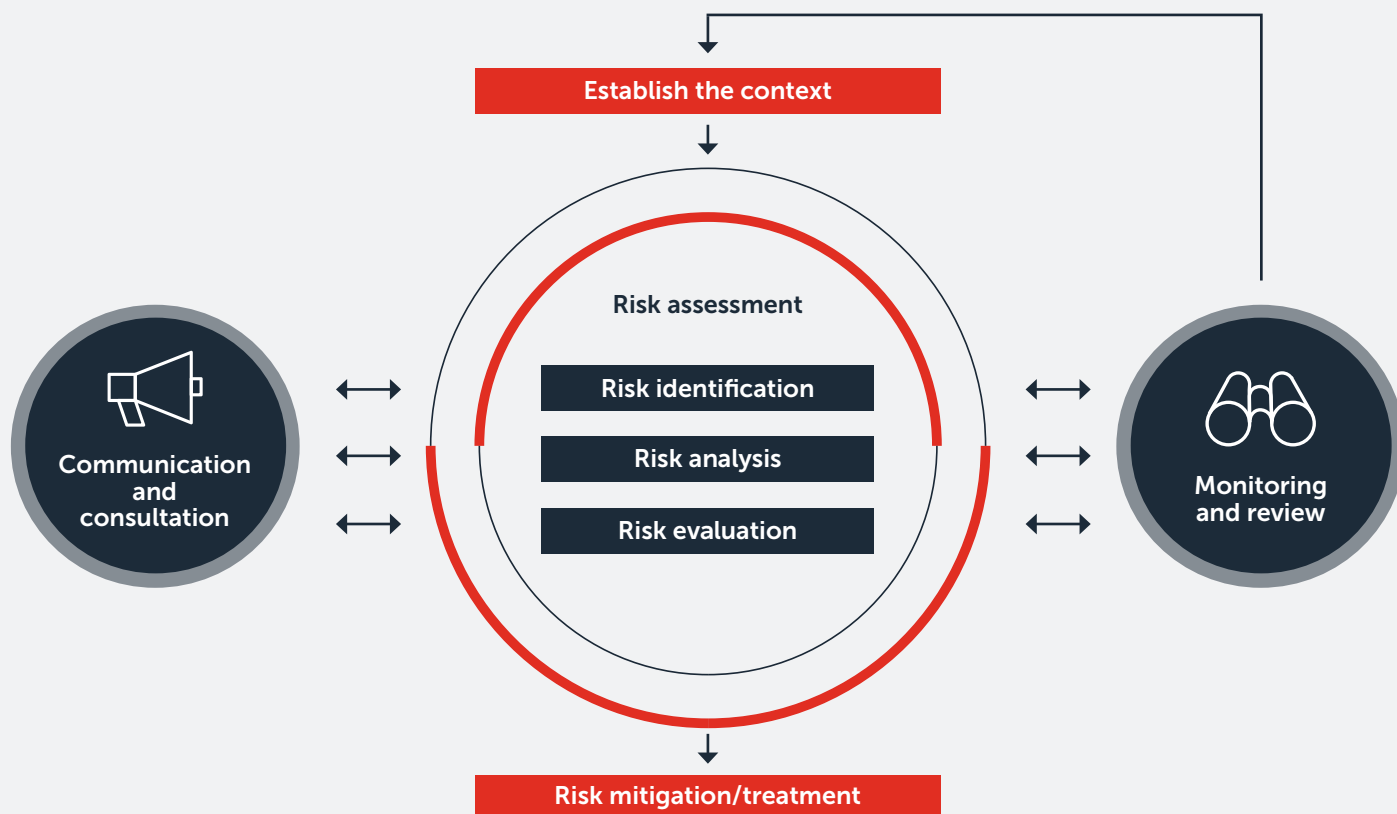 Establish the context
Risk assessment
Risk identification
Risk analysis
Risk evaluation
Communication
and
consultation
Monitoring
and review
Risk mitigation/treatment